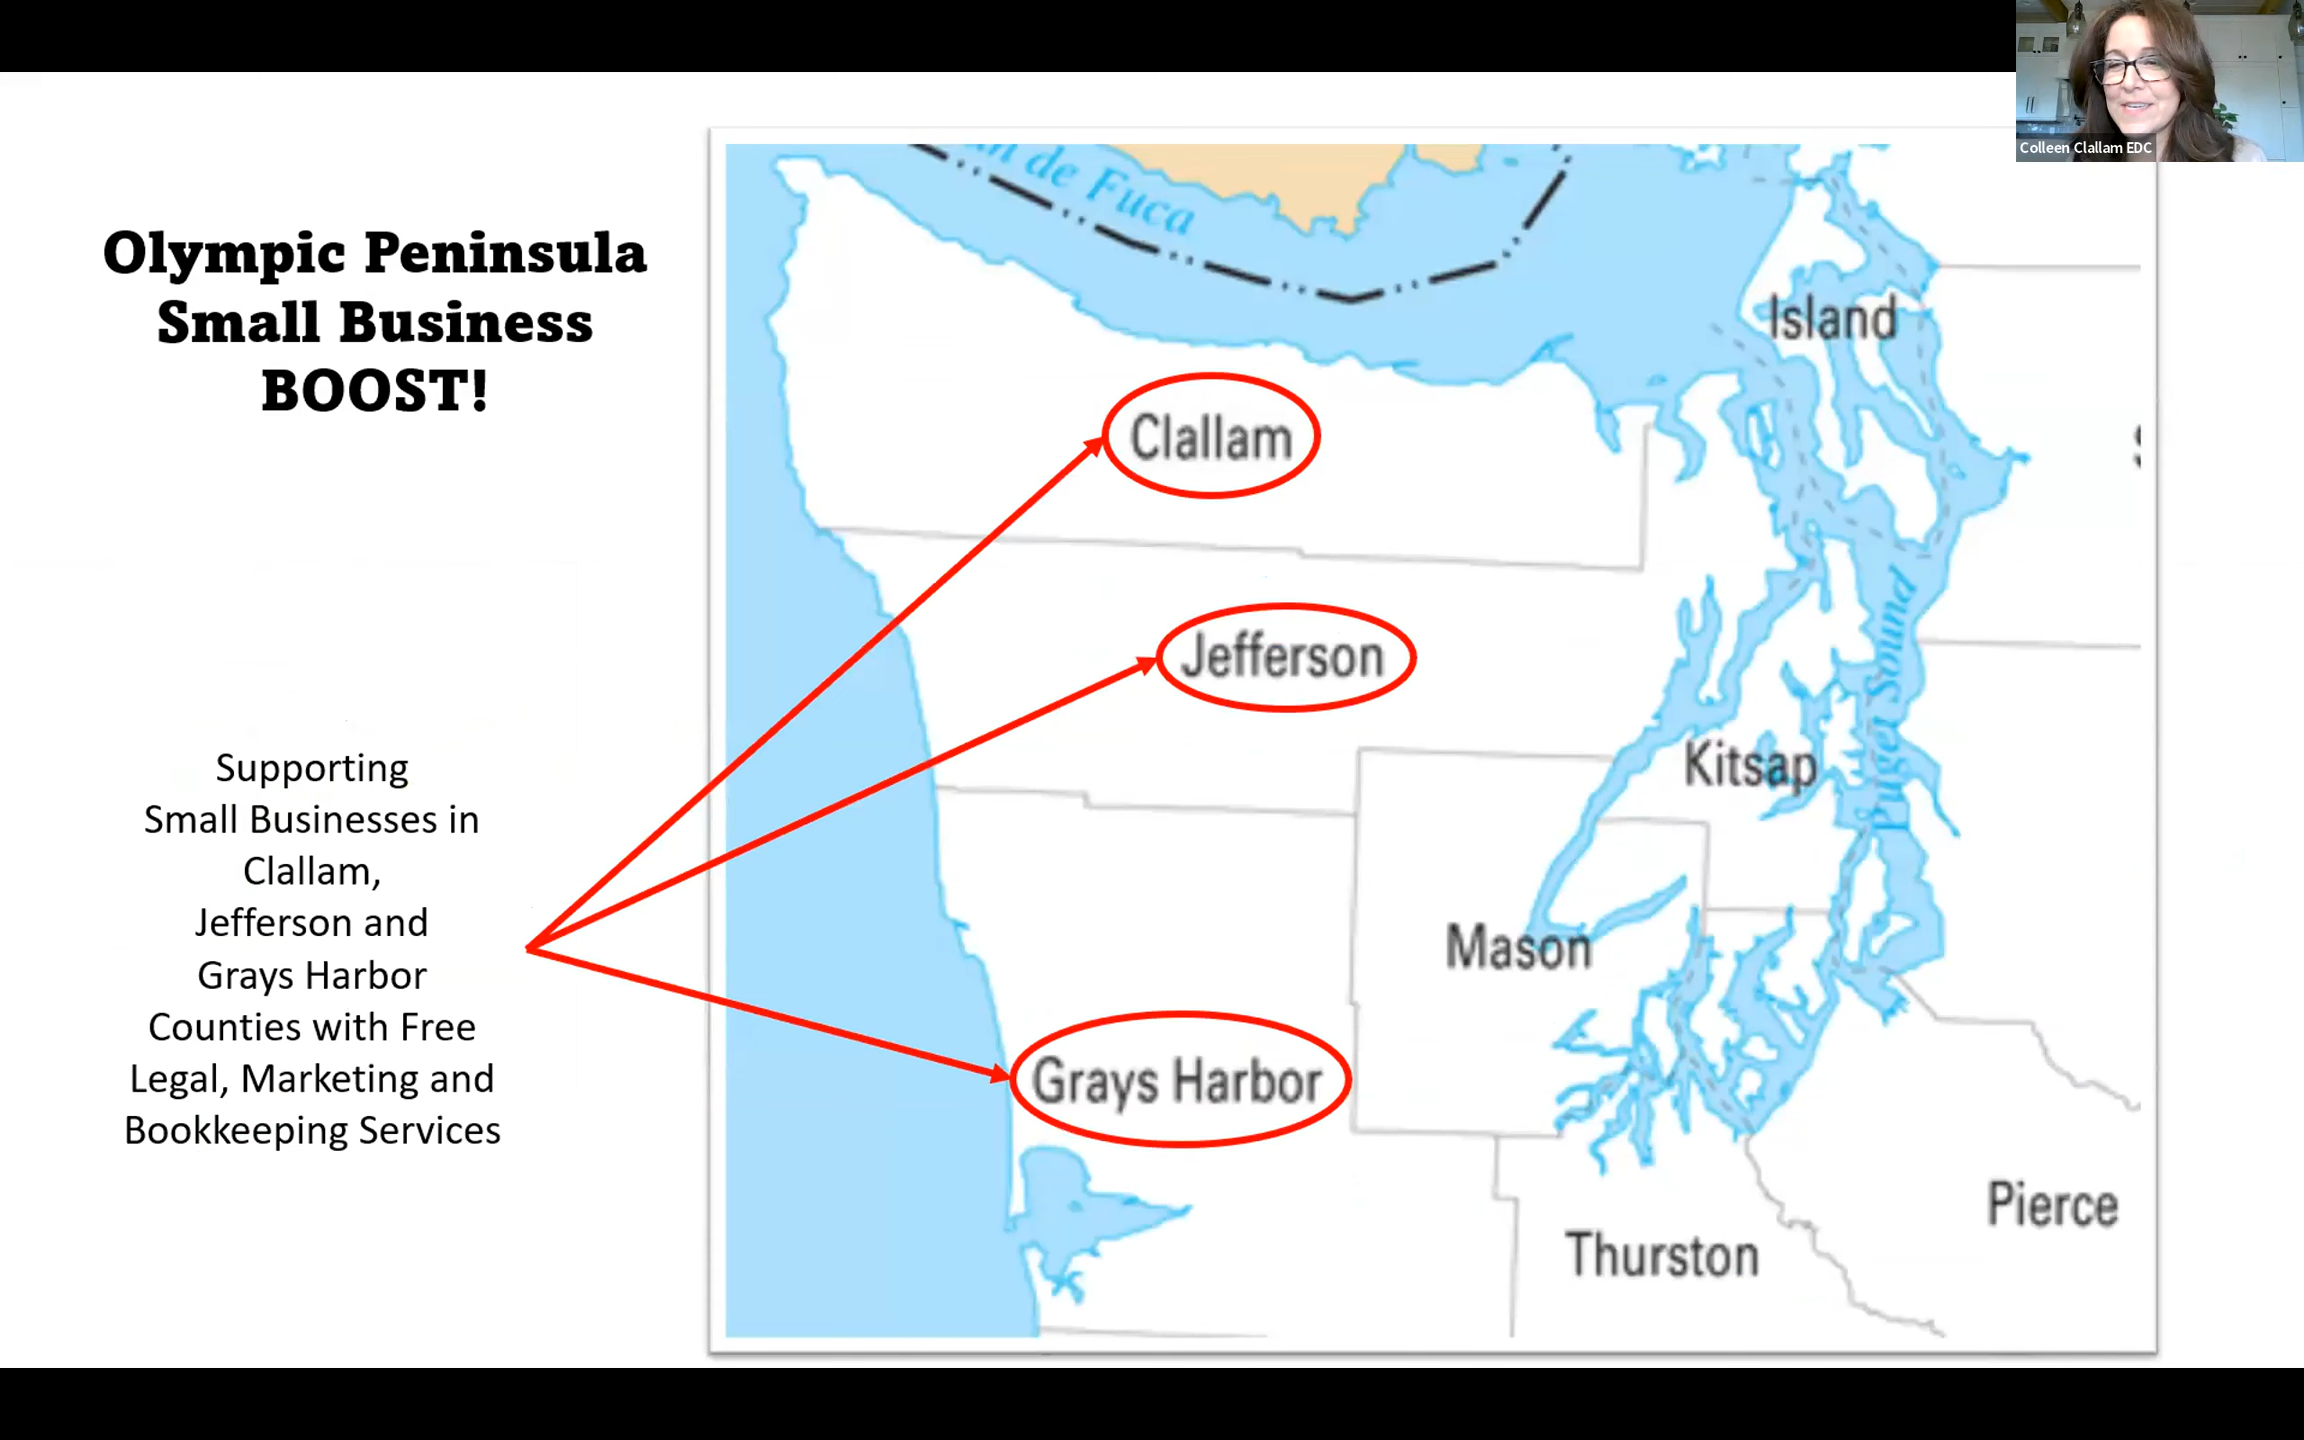 Colleen Clallam EDC
Olympic Peninsula
Small Business
BOOST!
Supporting
Small Businesses in
Clallam,
Jefferson and
Grays Harbor
Counties with Free
Legal, Marketing and
Bookkeeping Services
de Fuca
Island
Clallam
Jefferson
Puget Sound
Kitsap
Mason
Grays Harbor
Pierce
Thurston